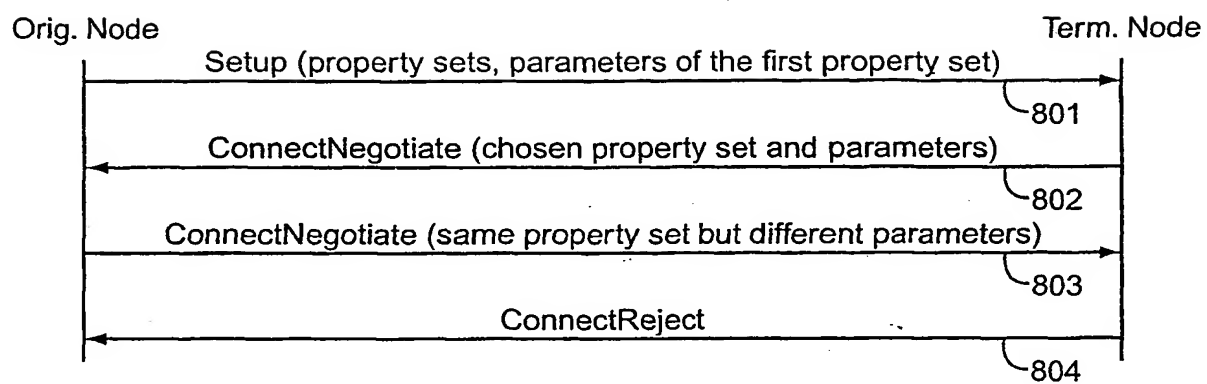 Orig. Node
Term. Node
Setup (property sets, parameters of the first property set)
801
ConnectNegotiate (chosen property set and parameters)
802
ConnectNegotiate (same property set but different parameters)
803
ConnectReject
804